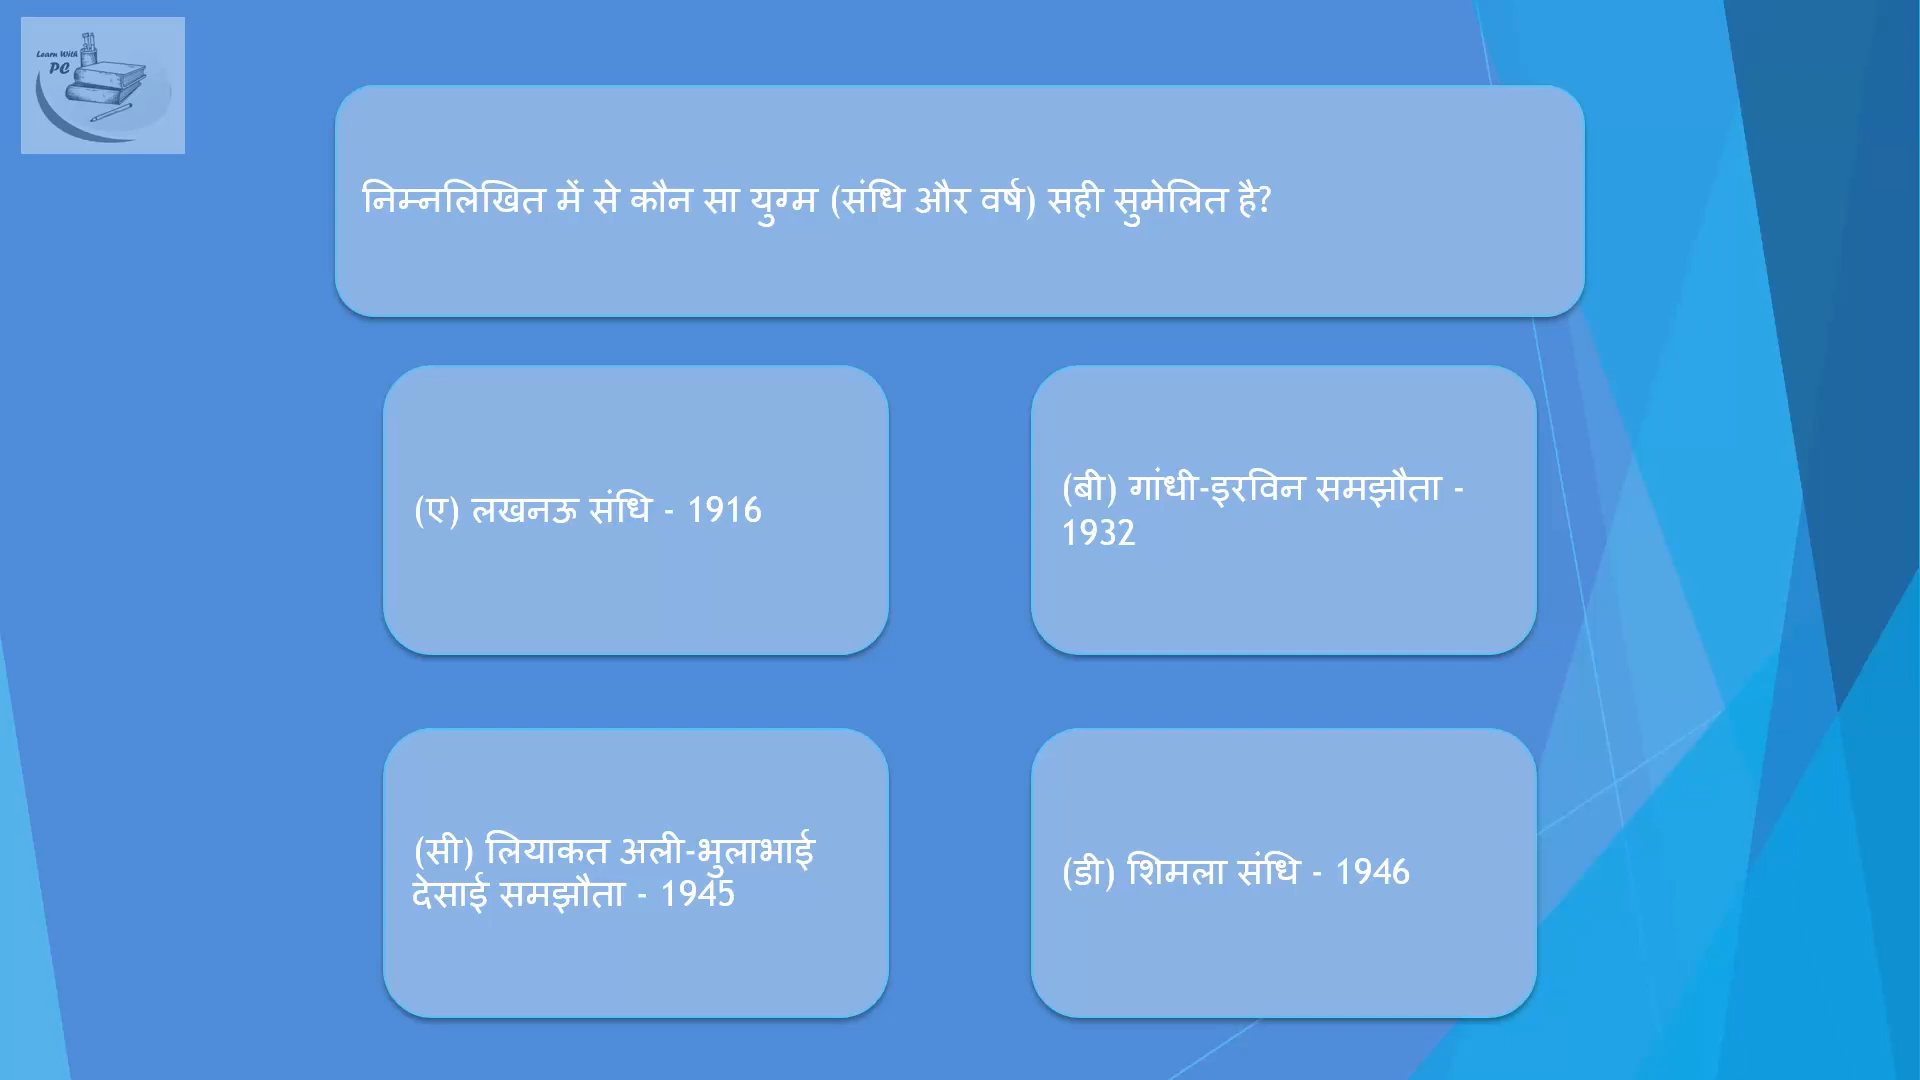 Learn With
PC
निम्नलिखित में से कौन सा युग्म (संधि और वर्ष) सही सुमेलित है?
(ए) लखनऊ संधि - 1916
(बी) गांधी-इरविन समझौता -
1932
(सी) लियाकत अली-भुलाभाई
देसाई समझौता - 1945
(डी) शिमला संधि - 1946